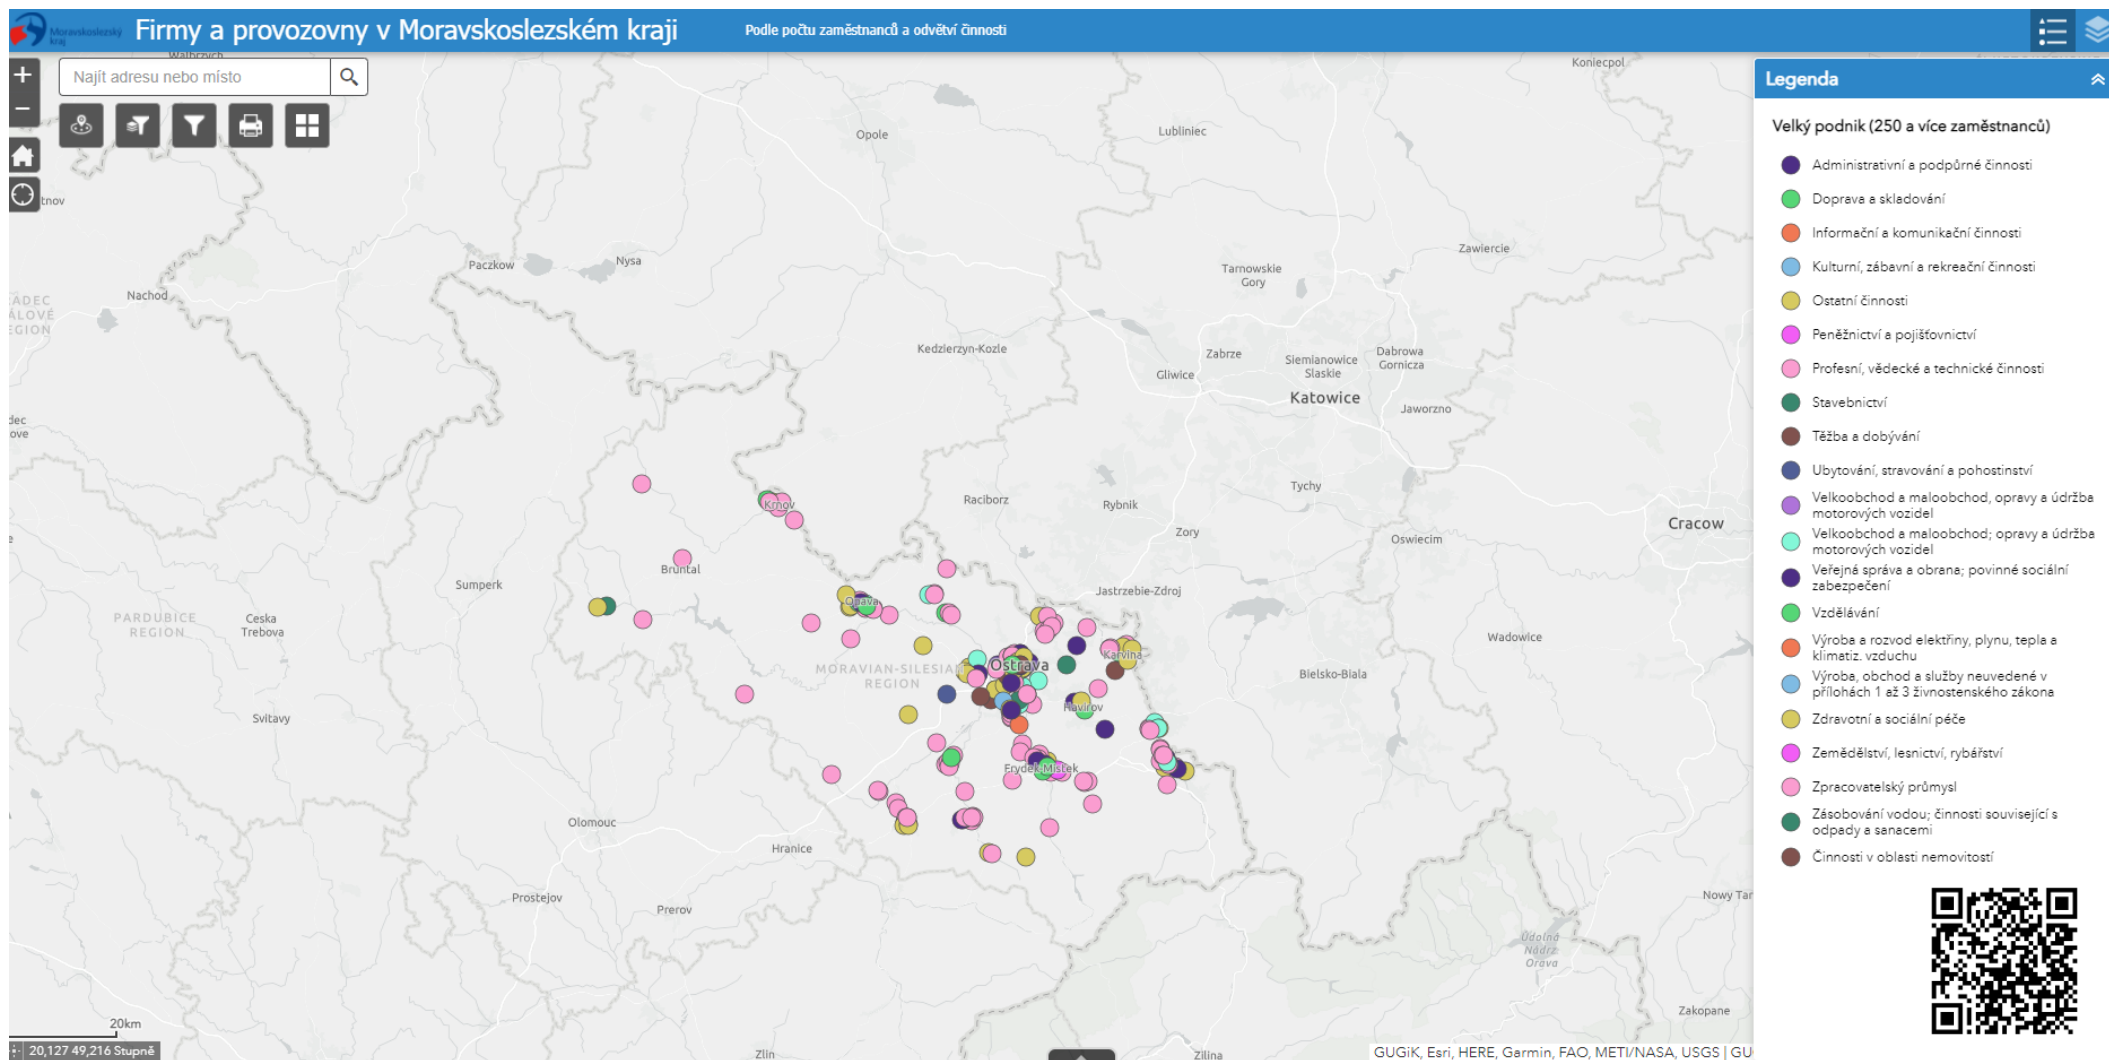 Moravskoslezský
kraj
Firmy a provozovny v Moravskoslezském kraji
Podle počtu zaměstnanců a odvětví činnosti
Najít adresu nebo místo
Legenda
Velký podnik (250 a více zaměstnanců)
Administrativní a podpůrné činnosti
Doprava a skladování
Informační a komunikační činnosti
Kulturní, zábavní a rekreační činnosti
Ostatní činnosti
Peněžnictví a pojišťovnictví
Profesní, vědecké a technické činnosti
Stavebnictví
Těžba a dobývání
Ubytování, stravování a pohostinství
Velkoobchod a maloobchod, opravy a údržba
motorových vozidel
Velkoobchod a maloobchod; opravy a údržba
motorových vozidel
Veřejná správa a obrana; povinné sociální
zabezpečení
Vzdělávání
Výroba a rozvod elektřiny, plynu, tepla a
klimatiz. vzduchu
Výroba, obchod a služby neuvedené v
přílohách 1 až 3 živnostenského zákona
Zdravotní a sociální péče
Zemědělství, lesnictví, rybářství
Zpracovatelský průmysl
Zásobování vodou; činnosti související s
odpady a sanacemi
Činnosti v oblasti nemovitostí
Koniecpol
Opole
Lubliniec
tnov
Zawiercie
Paczkow
Nysa
Tarnowskie
Gory
Nachod
Kedzierzyn-Kozle
Zabrze
Siemianowice
Slaskie
Dabrowa
Gornicza
Gliwice
Katowice
Jaworzno
Krnov
Raciborz
Rybnik
Tychy
Cracow
Zory
Oswiecim
Bruntal
Sumperk
Jastrzebie-Zdroj
Opava
PARDUBICE
REGION
Ceska
Trebova
Wadowice
Karvina
Ostrava
MORAVIAN-SILESIAN
REGION
Bielsko-Biala
Havirov
Svitavy
Frydek-Mistek
Olomouc
Hranice
Prostejov
Prerov
Nowy Tar
Údolná
Nádrz
Orava
Zakopane
Zlin
Zilina
20km
20,127 49,216 Stupně
GUGiK, Esri, HERE, Garmin, FAO, METI/NASA, USGS | GU